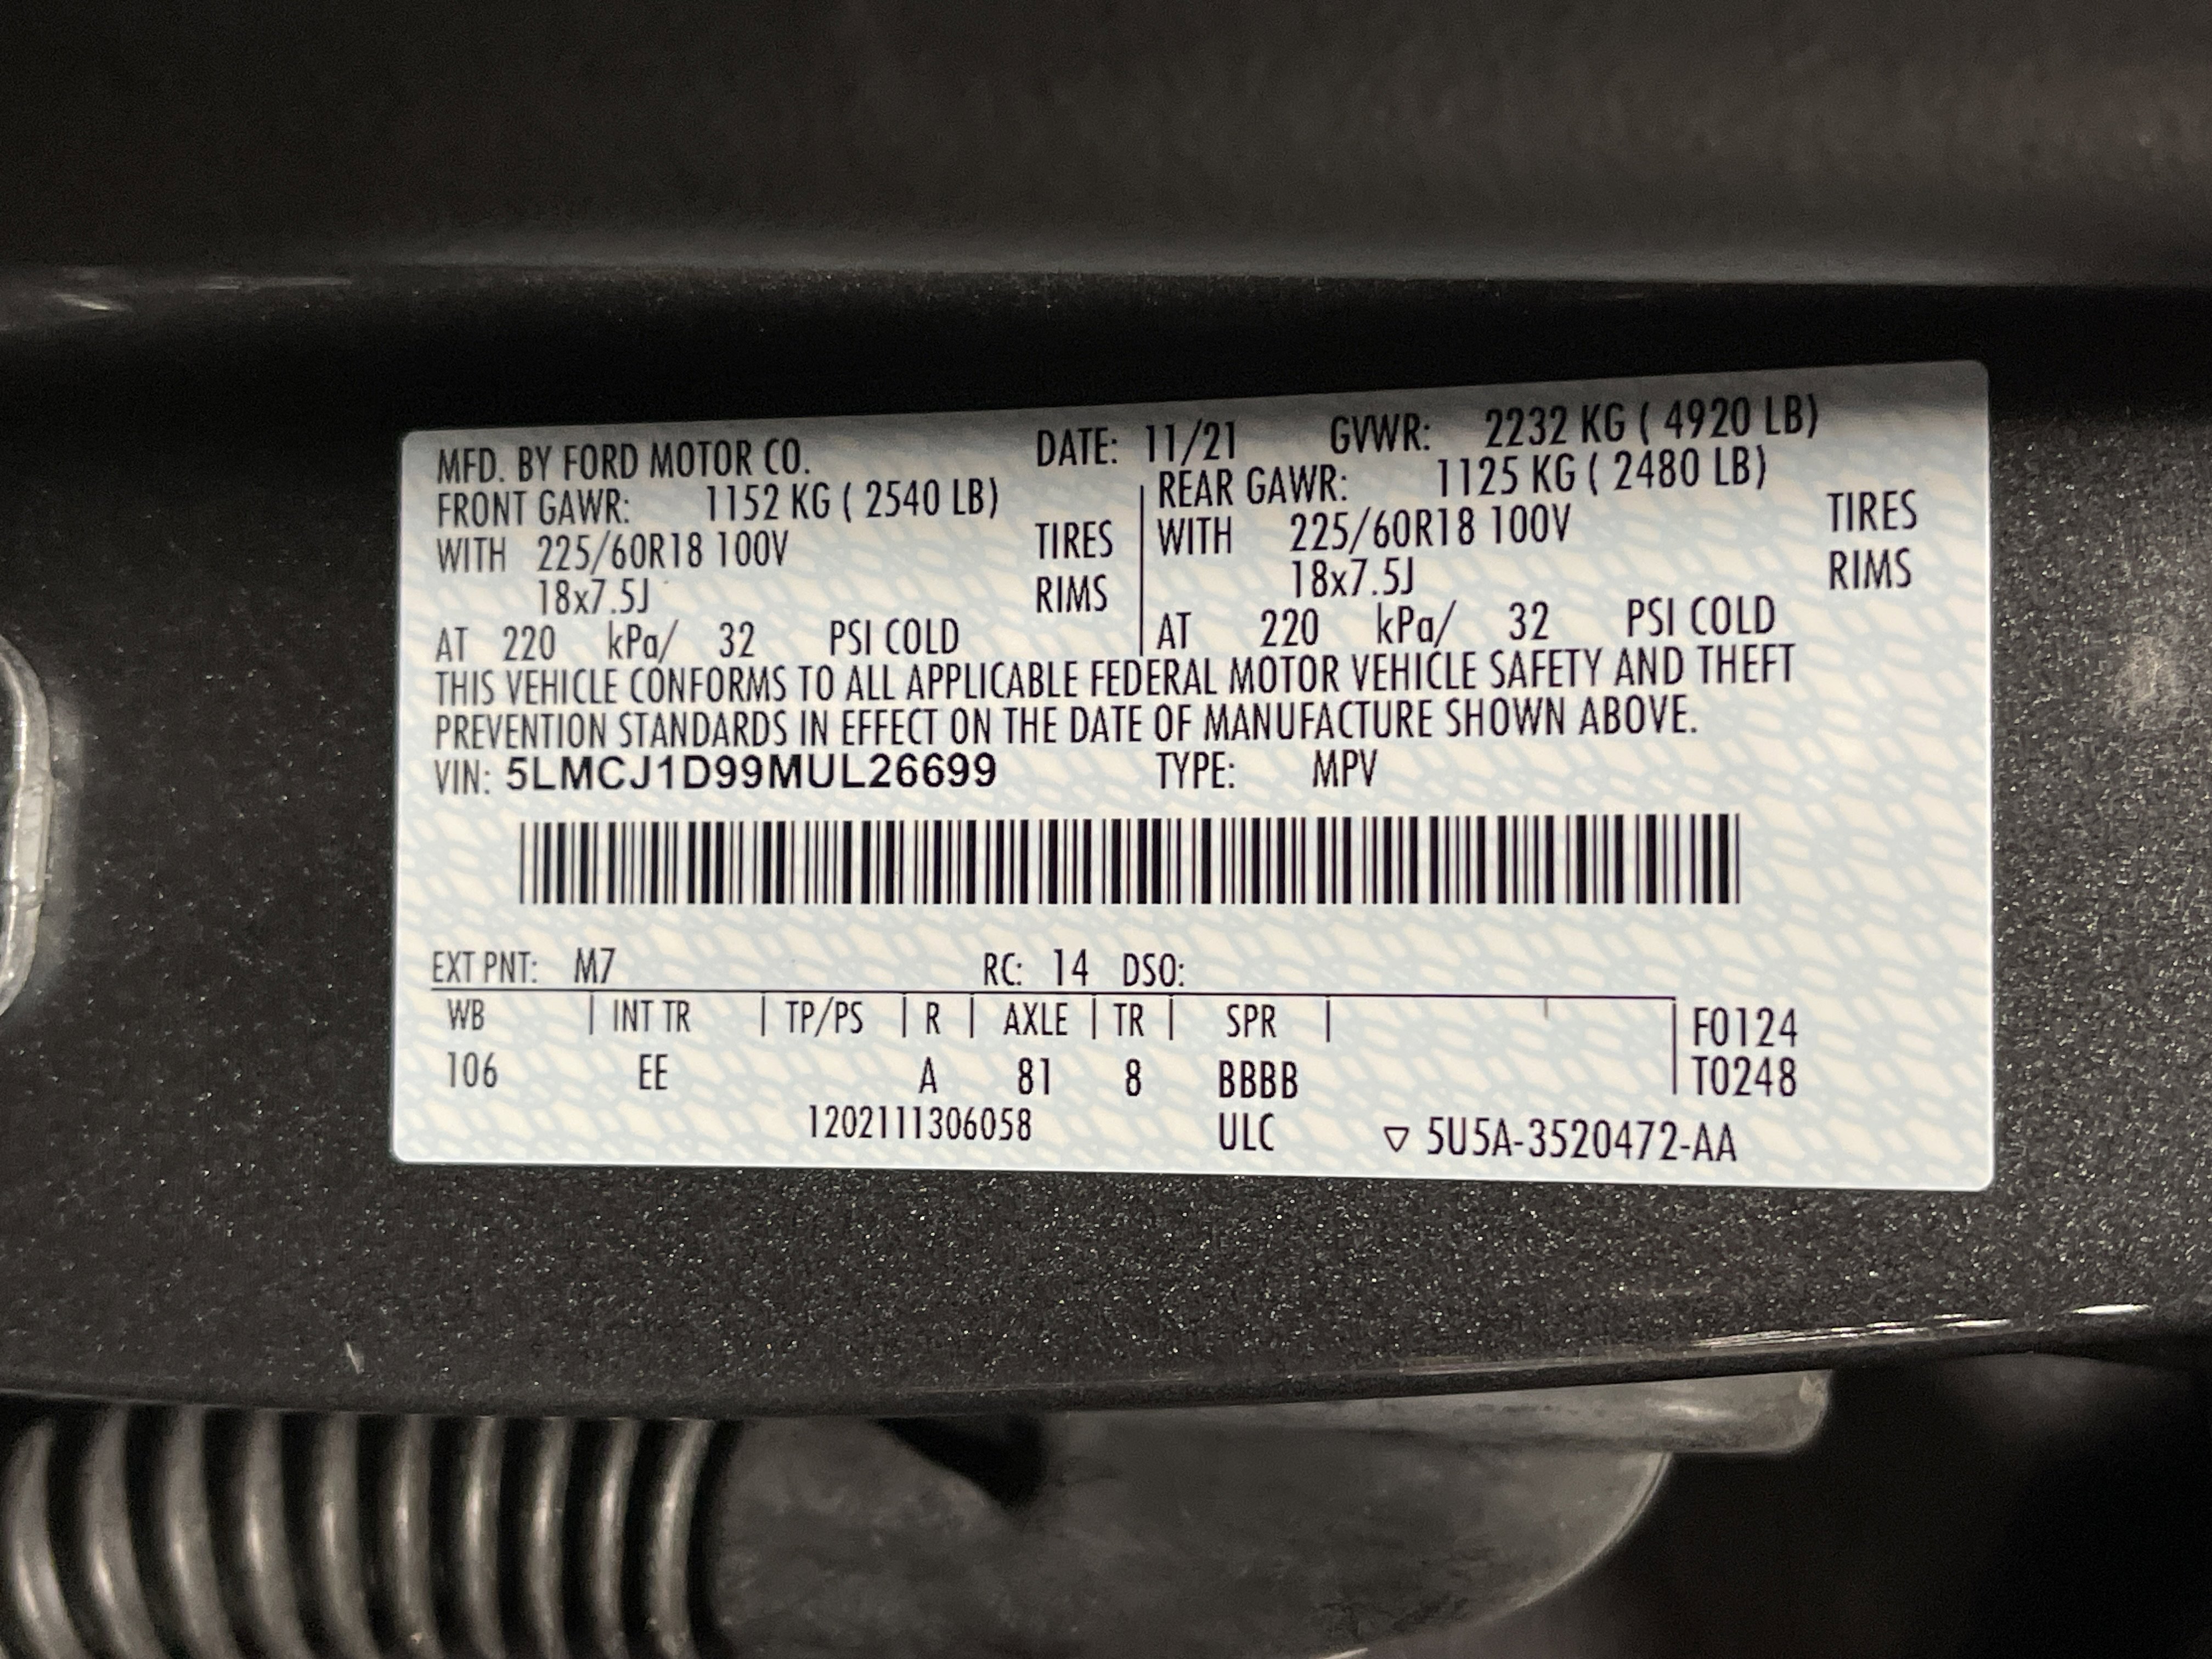 MFD. BY FORD MOTOR CO. DATE: 11/21 GVWR: 2232 KG ( 4920 LB)
FRONT GAWR: 1152 KG ( 2540 LB) REAR GAWR: 1125 KG ( 2480 LB)
WITH 225/60R18 100V TIRES WITH 225/60R18 100V TIRES
18x7.5J RIMS 18x7.5J RIMS
AT 220 kPa/ 32 PSI COLD AT 220 kPa/ 32 PSI COLD
THIS VEHICLE CONFORMS TO ALL APPLICABLE FEDERAL MOTOR VEHICLE SAFETY AND THEFT
PREVENTION STANDARDS IN EFFECT ON THE DATE OF MANUFACTURE SHOWN ABOVE.
VIN: 5LMCJ1D99MUL26699 TYPE: MPV
EXT PNT: M7 RC: 14 DSO:
WB INT TR TP/PS R AXLE TR SPR F0124
106 EE A 81 8 BBBB T0248
1202111306058 ULC ▽ 5U5A-3520472-AA